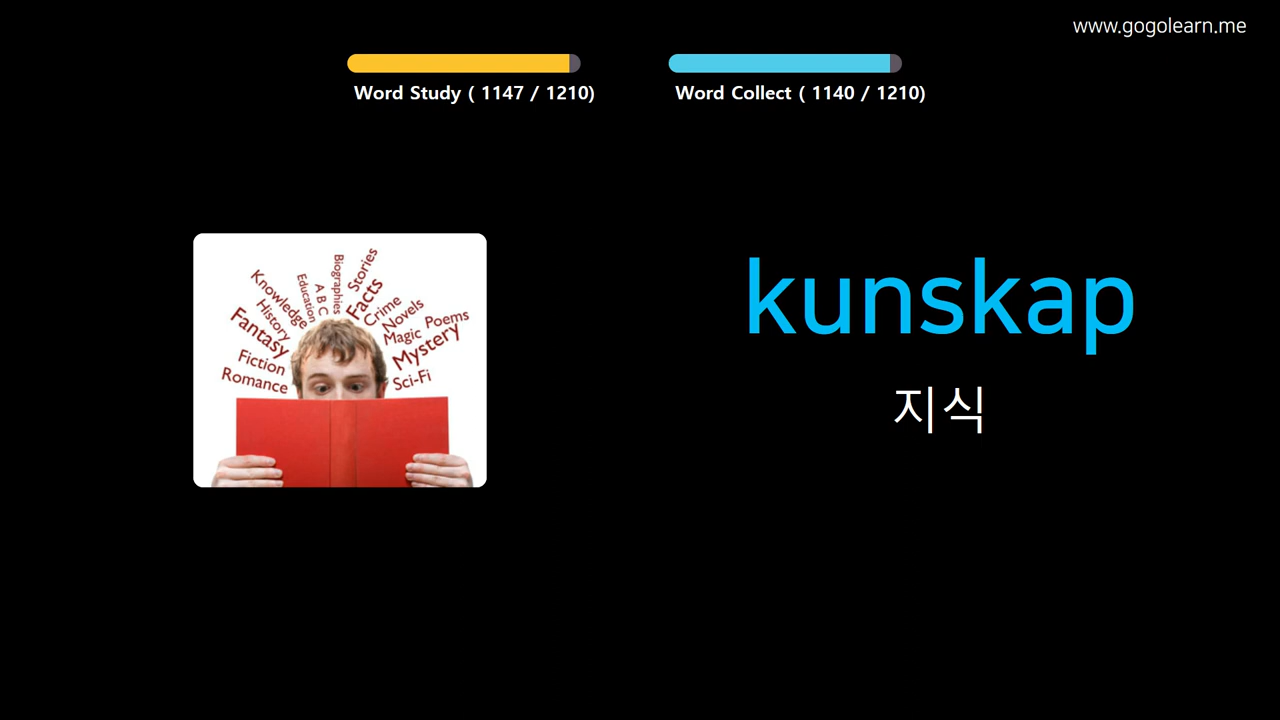 www.gogolearn.me
Word Study ( 1147 / 1210)
Word Collect ( 1140 / 1210)
Knowledge
History
Fantasy
Fiction
Romance
Education
A B C
Biographies
Stories
Facts
Crime
Novels
Magic
Poems
Mystery
Sci-Fi
kunskap
지식